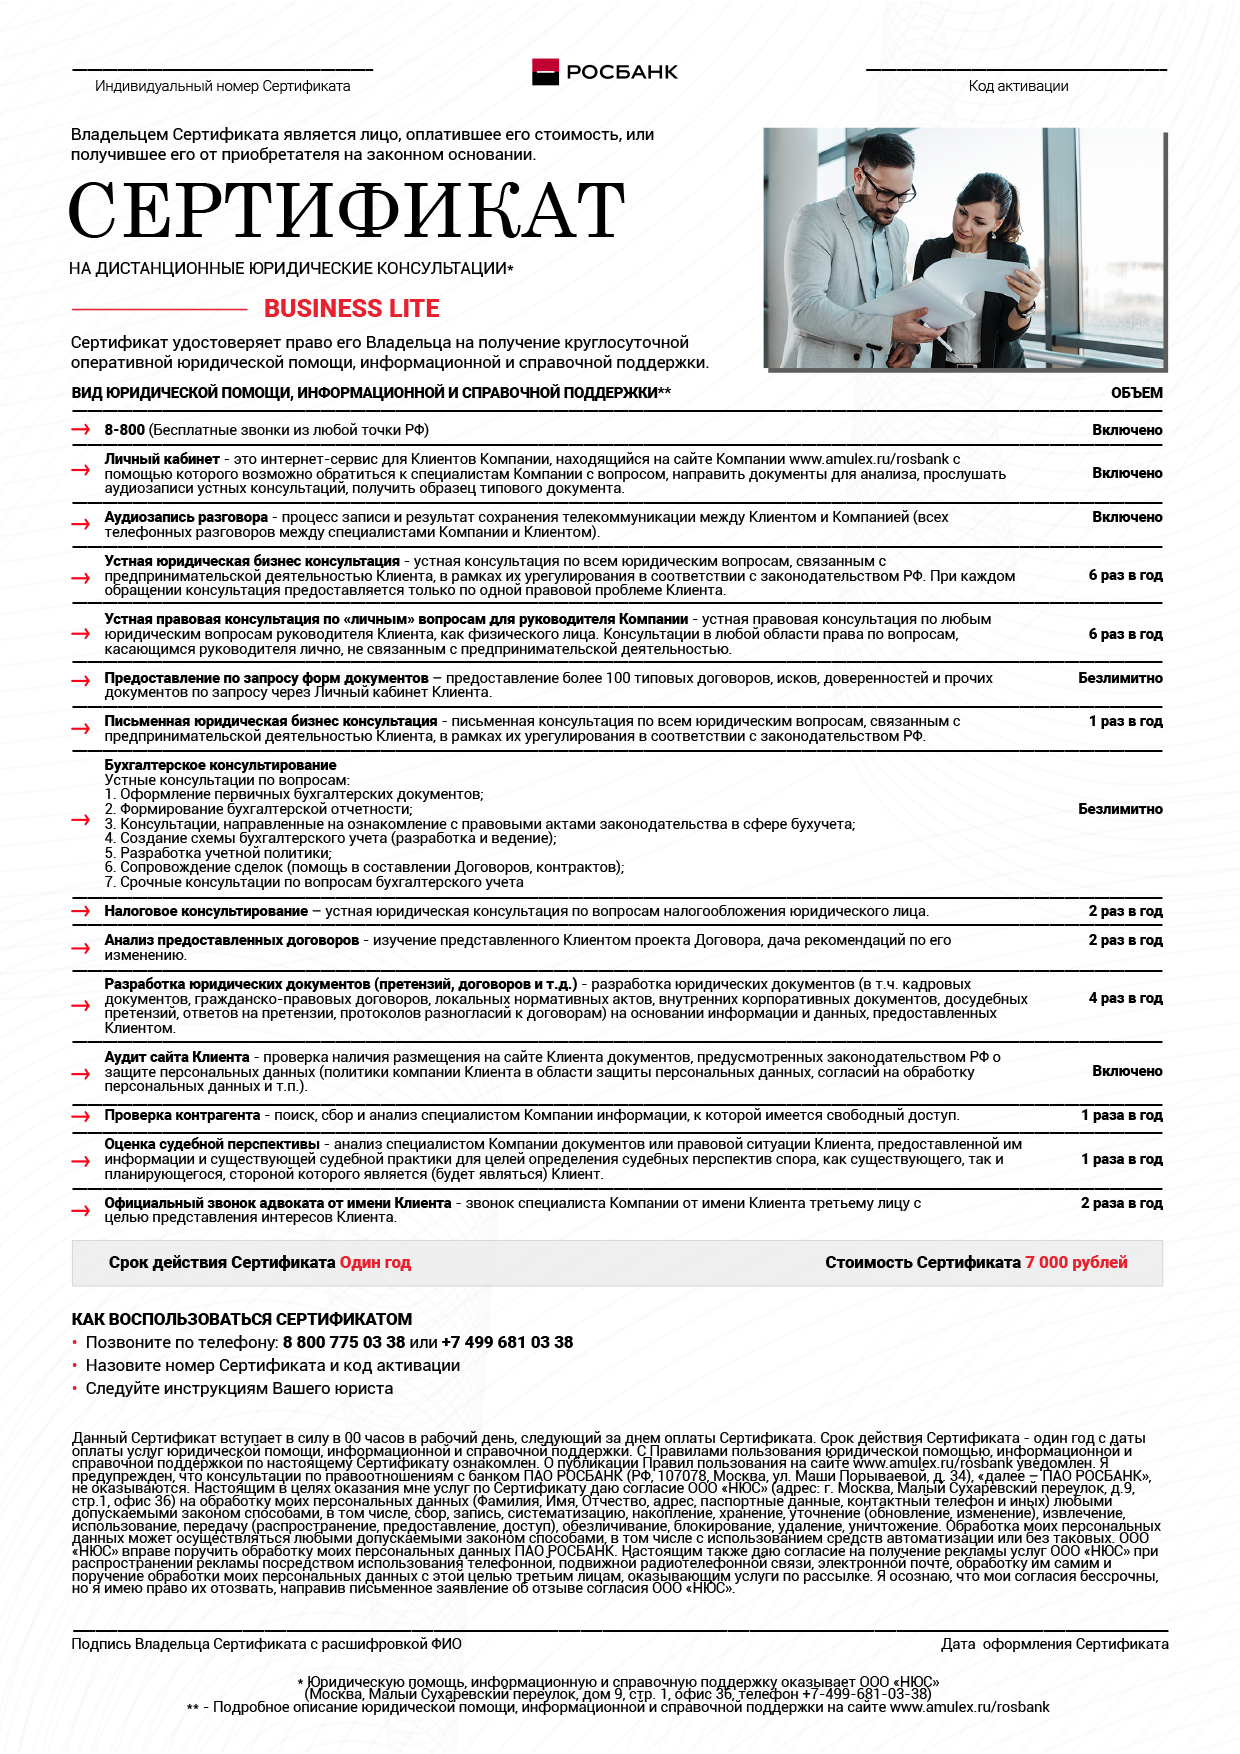 Индивидуальный номер Сертификата
РОСБАНК
Код активации
Владельцем Сертификата является лицо, оплатившее его стоимость, или
получившее его от приобретателя на законном основании.
СЕРТИФИКАТ
НА ДИСТАНЦИОННЫЕ ЮРИДИЧЕСКИЕ КОНСУЛЬТАЦИИ*
BUSINESS LITE
Сертификат удостоверяет право его Владельца на получение круглосуточной
оперативной юридической помощи, информационной и справочной поддержки.
ВИД ЮРИДИЧЕСКОЙ ПОМОЩИ, ИНФОРМАЦИОННОЙ И СПРАВОЧНОЙ ПОДДЕРЖКИ** ОБЪЕМ
8-800 (Бесплатные звонки из любой точки РФ) Включено
Личный кабинет - это интернет-сервис для Клиентов Компании, находящийся на сайте Компании www.amulex.ru/rosbank с
помощью которого возможно обратиться к специалистам Компании с вопросом, направить документы для анализа, прослушать
аудиозаписи устных консультаций, получить образец типового документа.
Включено
Аудиозапись разговора - процесс записи и результат сохранения телекоммуникации между Клиентом и Компанией (всех
телефонных разговоров между специалистами Компании и Клиентом).
Включено
Устная юридическая бизнес консультация - устная консультация по всем юридическим вопросам, связанным с
предпринимательской деятельностью Клиента, в рамках их урегулирования в соответствии с законодательством РФ. При каждом
обращении консультация предоставляется только по одной правовой проблеме Клиента.
6 раз в год
Устная правовая консультация по «личным» вопросам для руководителя Компании - устная правовая консультация по любым
юридическим вопросам руководителя Клиента, как физического лица. Консультации в любой области права по вопросам,
касающимся руководителя лично, не связанным с предпринимательской деятельностью.
6 раз в год
Предоставление по запросу форм документов – предоставление более 100 типовых договоров, исков, доверенностей и прочих
документов по запросу через Личный кабинет Клиента.
Безлимитно
Письменная юридическая бизнес консультация - письменная консультация по всем юридическим вопросам, связанным с
предпринимательской деятельностью Клиента, в рамках их урегулирования в соответствии с законодательством РФ.
1 раз в год
Бухгалтерское консультирование
Устные консультации по вопросам:
1. Оформление первичных бухгалтерских документов;
2. Формирование бухгалтерской отчетности;
3. Консультации, направленные на ознакомление с правовыми актами законодательства в сфере бухучета;
4. Создание схемы бухгалтерского учета (разработка и ведение);
5. Разработка учетной политики;
6. Сопровождение сделок (помощь в составлении Договоров, контрактов);
7. Срочные консультации по вопросам бухгалтерского учета
Безлимитно
Налоговое консультирование – устная юридическая консультация по вопросам налогообложения юридического лица. 2 раз в год
Анализ предоставленных договоров - изучение представленного Клиентом проекта Договора, дача рекомендаций по его
изменению.
2 раз в год
Разработка юридических документов (претензий, договоров и т.д.) - разработка юридических документов (в т.ч. кадровых
документов, гражданско-правовых договоров, локальных нормативных актов, внутренних корпоративных документов, досудебных
претензий, ответов на претензии, протоколов разногласий к договорам) на основании информации и данных, предоставленных
Клиентом.
4 раз в год
Аудит сайта Клиента - проверка наличия размещения на сайте Клиента документов, предусмотренных законодательством РФ о
защите персональных данных (политики компании Клиента в области защиты персональных данных, согласий на обработку
персональных данных и т.п.).
Включено
Проверка контрагента - поиск, сбор и анализ специалистом Компании информации, к которой имеется свободный доступ. 1 раза в год
Оценка судебной перспективы - анализ специалистом Компании документов или правовой ситуации Клиента, предоставленной им
информации и существующей судебной практики для целей определения судебных перспектив спора, как существующего, так и
планирующегося, стороной которого является (будет являться) Клиент.
1 раза в год
Официальный звонок адвоката от имени Клиента - звонок специалиста Компании от имени Клиента третьему лицу с
целью представления интересов Клиента.
2 раза в год
Срок действия Сертификата Один год Стоимость Сертификата 7 000 рублей
КАК ВОСПОЛЬЗОВАТЬСЯ СЕРТИФИКАТОМ
• Позвоните по телефону: 8 800 775 03 38 или +7 499 681 03 38
• Назовите номер Сертификата и код активации
• Следуйте инструкциям Вашего юриста
Данный Сертификат вступает в силу в 00 часов в рабочий день, следующий за днем оплаты Сертификата. Срок действия Сертификата - один год с даты
оплаты услуг юридической помощи, информационной и справочной поддержки. С Правилами пользования юридической помощью, информационной и
справочной поддержкой по настоящему Сертификату ознакомлен. О публикации Правил пользования на сайте www.amulex.ru/rosbank уведомлен. Я
предупрежден, что консультации по правоотношениям с банком ПАО РОСБАНК (РФ, 107078, Москва, ул. Маши Порываевой, д. 34), «далее – ПАО РОСБАНК»,
не оказываются. Настоящим в целях оказания мне услуг по Сертификату даю согласие ООО «НЮС» (адрес: г. Москва, Малый Сухаревский переулок, д.9,
стр.1, офис 36) на обработку моих персональных данных (Фамилия, Имя, Отчество, адрес, паспортные данные, контактный телефон и иных) любыми
допускаемыми законом способами, в том числе, сбор, запись, систематизацию, накопление, хранение, уточнение (обновление, изменение), извлечение,
использование, передачу (распространение, предоставление, доступ), обезличивание, блокирование, удаление, уничтожение. Обработка моих персональных
данных может осуществляться любыми допускаемыми законом способами, в том числе с использованием средств автоматизации или без таковых. ООО
«НЮС» вправе поручить обработку моих персональных данных ПАО РОСБАНК. Настоящим также даю согласие на получение рекламы услуг ООО «НЮС» при
распространении рекламы посредством использования телефонной, подвижной радиотелефонной связи, электронной почте, обработку им самим и
поручение обработки моих персональных данных с этой целью третьим лицам, оказывающим услуги по рассылке. Я осознаю, что мои согласия бессрочны,
но я имею право их отозвать, направив письменное заявление об отзыве согласия ООО «НЮС».
Подпись Владельца Сертификата с расшифровкой ФИО Дата оформления Сертификата
* Юридическую помощь, информационную и справочную поддержку оказывает ООО «НЮС»
(Москва, Малый Сухаревский переулок, дом 9, стр. 1, офис 36, телефон +7-499-681-03-38)
** - Подробное описание юридической помощи, информационной и справочной поддержки на сайте www.amulex.ru/rosbank